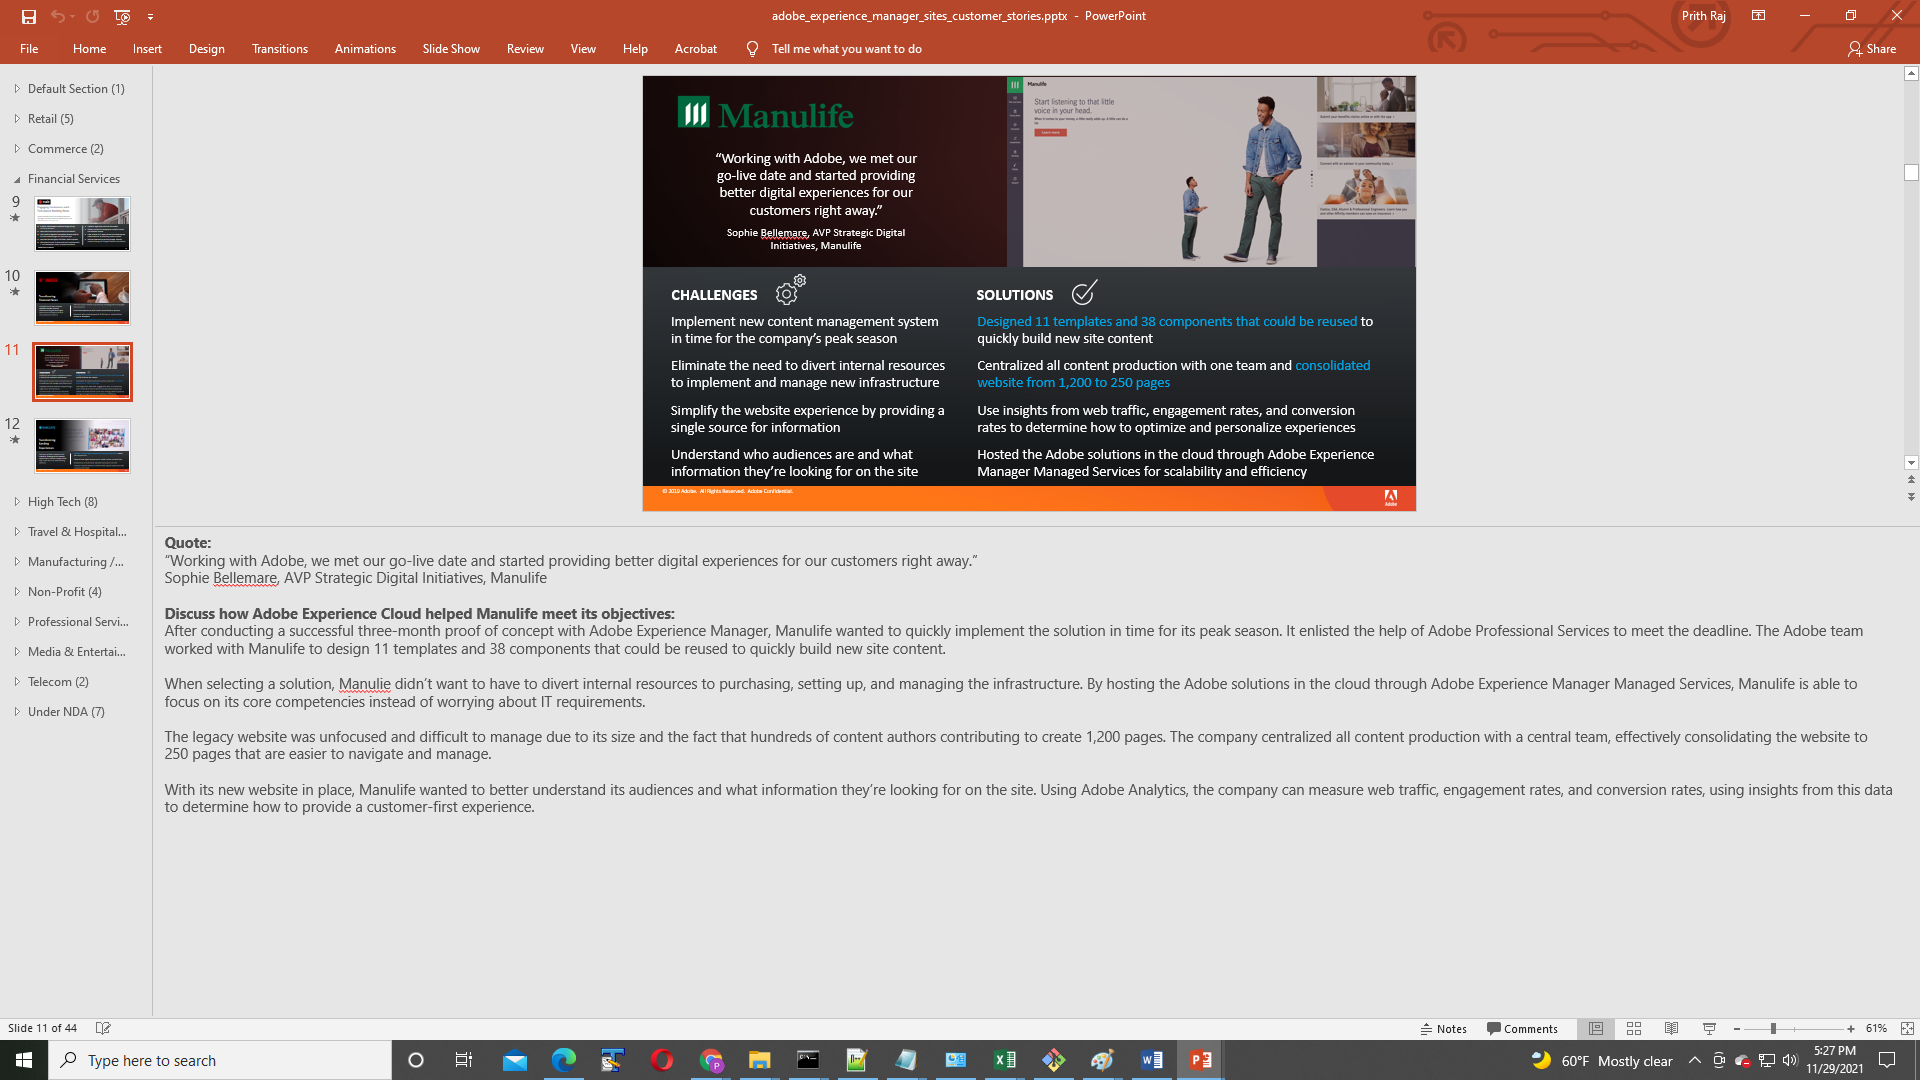 adobe_experience_manager_sites_customer_stories.pptx - PowerPoint
Prith Raj
File
Home
Insert
Design
Transitions
Animations
Slide Show
Review
View
Help
Acrobat
Tell me what you want to do
Share
Default Section (1)
Retail (5)
Commerce (2)
Financial Services
9
10
11
12
High Tech (8)
Travel & Hospital...
Manufacturing /...
Non-Profit (4)
Professional Servi...
Media & Entertai...
Telecom (2)
Under NDA (7)
Manulife
“Working with Adobe, we met our
go-live date and started providing
better digital experiences for our
customers right away.”
Sophie Bellemare, AVP Strategic Digital
Initiatives, Manulife
Manulife
Start listening to that little
voice in your head.
Learn more
CHALLENGES
Implement new content management system
in time for the company’s peak season
Eliminate the need to divert internal resources
to implement and manage new infrastructure
Simplify the website experience by providing a
single source for information
Understand who audiences are and what
information they’re looking for on the site
SOLUTIONS
Designed 11 templates and 38 components that could be reused to
quickly build new site content
Centralized all content production with one team and consolidated
website from 1,200 to 250 pages
Use insights from web traffic, engagement rates, and conversion
rates to determine how to optimize and personalize experiences
Hosted the Adobe solutions in the cloud through Adobe Experience
Manager Managed Services for scalability and efficiency
© 2019 Adobe. All Rights Reserved. Adobe Confidential.
Adobe
Quote:
“Working with Adobe, we met our go-live date and started providing better digital experiences for our customers right away.”
Sophie Bellemare, AVP Strategic Digital Initiatives, Manulife
Discuss how Adobe Experience Cloud helped Manulife meet its objectives:
After conducting a successful three-month proof of concept with Adobe Experience Manager, Manulife wanted to quickly implement the solution in time for its peak season. It enlisted the help of Adobe Professional Services to meet the deadline. The Adobe team
worked with Manulife to design 11 templates and 38 components that could be reused to quickly build new site content.
When selecting a solution, Manulie didn’t want to have to divert internal resources to purchasing, setting up, and managing the infrastructure. By hosting the Adobe solutions in the cloud through Adobe Experience Manager Managed Services, Manulife is able to
focus on its core competencies instead of worrying about IT requirements.
The legacy website was unfocused and difficult to manage due to its size and the fact that hundreds of content authors contributing to create 1,200 pages. The company centralized all content production with a central team, effectively consolidating the website to
250 pages that are easier to navigate and manage.
With its new website in place, Manulife wanted to better understand its audiences and what information they’re looking for on the site. Using Adobe Analytics, the company can measure web traffic, engagement rates, and conversion rates, using insights from this data
to determine how to provide a customer-first experience.
Slide 11 of 44
Notes
Comments
61%
Type here to search
60°F Mostly clear
5:27 PM
11/29/2021